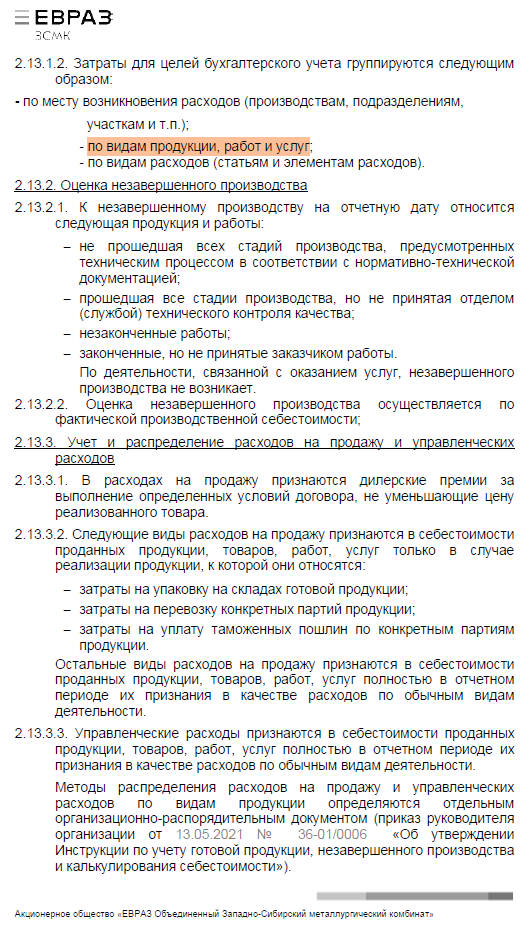 ЕВРАЗ
ЗСМК
2.13.1.2. Затраты для целей бухгалтерского учета группируются следующим
образом:
- по месту возникновения расходов (производствам, подразделениям,
участкам и т.п.);
- по видам продукции, работ и услуг;
- по видам расходов (статьям и элементам расходов).
2.13.2. Оценка незавершенного производства
2.13.2.1. К незавершенному производству на отчетную дату относится
следующая продукция и работы:
– не прошедшая всех стадий производства, предусмотренных
техническим процессом в соответствии с нормативно-технической
документацией;
– прошедшая все стадии производства, но не принятая отделом
(службой) технического контроля качества;
– незаконченные работы;
– законченные, но не принятые заказчиком работы.
По деятельности, связанной с оказанием услуг, незавершенного
производства не возникает.
2.13.2.2. Оценка незавершенного производства осуществляется по
фактической производственной себестоимости;
2.13.3. Учет и распределение расходов на продажу и управленческих
расходов
2.13.3.1. В расходах на продажу признаются дилерские премии за
выполнение определенных условий договора, не уменьшающие цену
реализованного товара.
2.13.3.2. Следующие виды расходов на продажу признаются в себестоимости
проданных продукции, товаров, работ, услуг только в случае
реализации продукции, к которой они относятся:
– затраты на упаковку на складах готовой продукции;
– затраты на перевозку конкретных партий продукции;
– затраты на уплату таможенных пошлин по конкретным партиям
продукции.
Остальные виды расходов на продажу признаются в себестоимости
проданных продукции, товаров, работ, услуг полностью в отчетном
периоде их признания в качестве расходов по обычным видам
деятельности.
2.13.3.3. Управленческие расходы признаются в себестоимости проданных
продукции, товаров, работ, услуг полностью в отчетном периоде их
признания в качестве расходов по обычным видам деятельности.
Методы распределения расходов на продажу и управленческих
расходов по видам продукции определяются отдельным
организационно-распорядительным документом (приказ руководителя
организации от 13.05.2021 № 36-01/0006 «Об утверждении
Инструкции по учету готовой продукции, незавершенного производства
и калькулирования себестоимости»).
Акционерное общество «ЕВРАЗ Объединенный Западно-Сибирский металлургический комбинат»